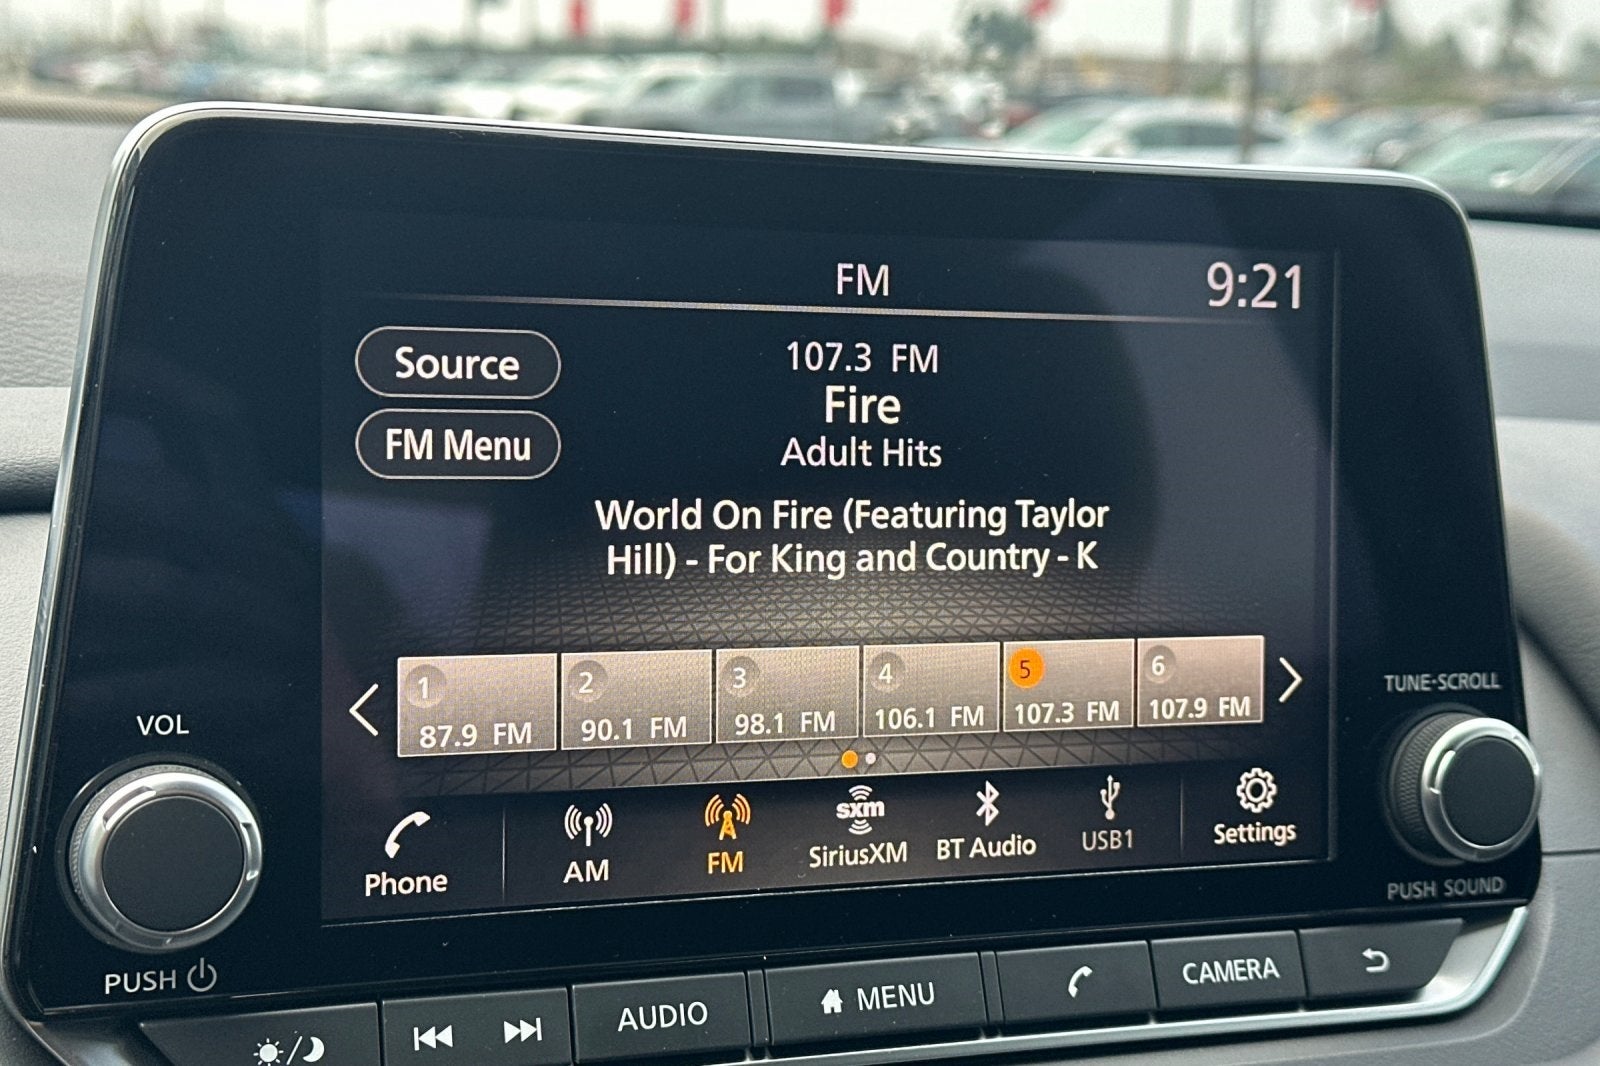 FM
9:21
Source
107.3 FM
Fire
FM Menu
Adult Hits
World On Fire (Featuring Taylor
Hill) - For King and Country - K
1
87.9 FM
2
90.1 FM
3
98.1 FM
4
106.1 FM
5
107.3 FM
6
107.9 FM
Phone
AM
FM
sxm
SiriusXM
BT Audio
USB1
Settings
VOL
PUSH
TUNE·SCROLL
PUSH SOUND
AUDIO
MENU
CAMERA